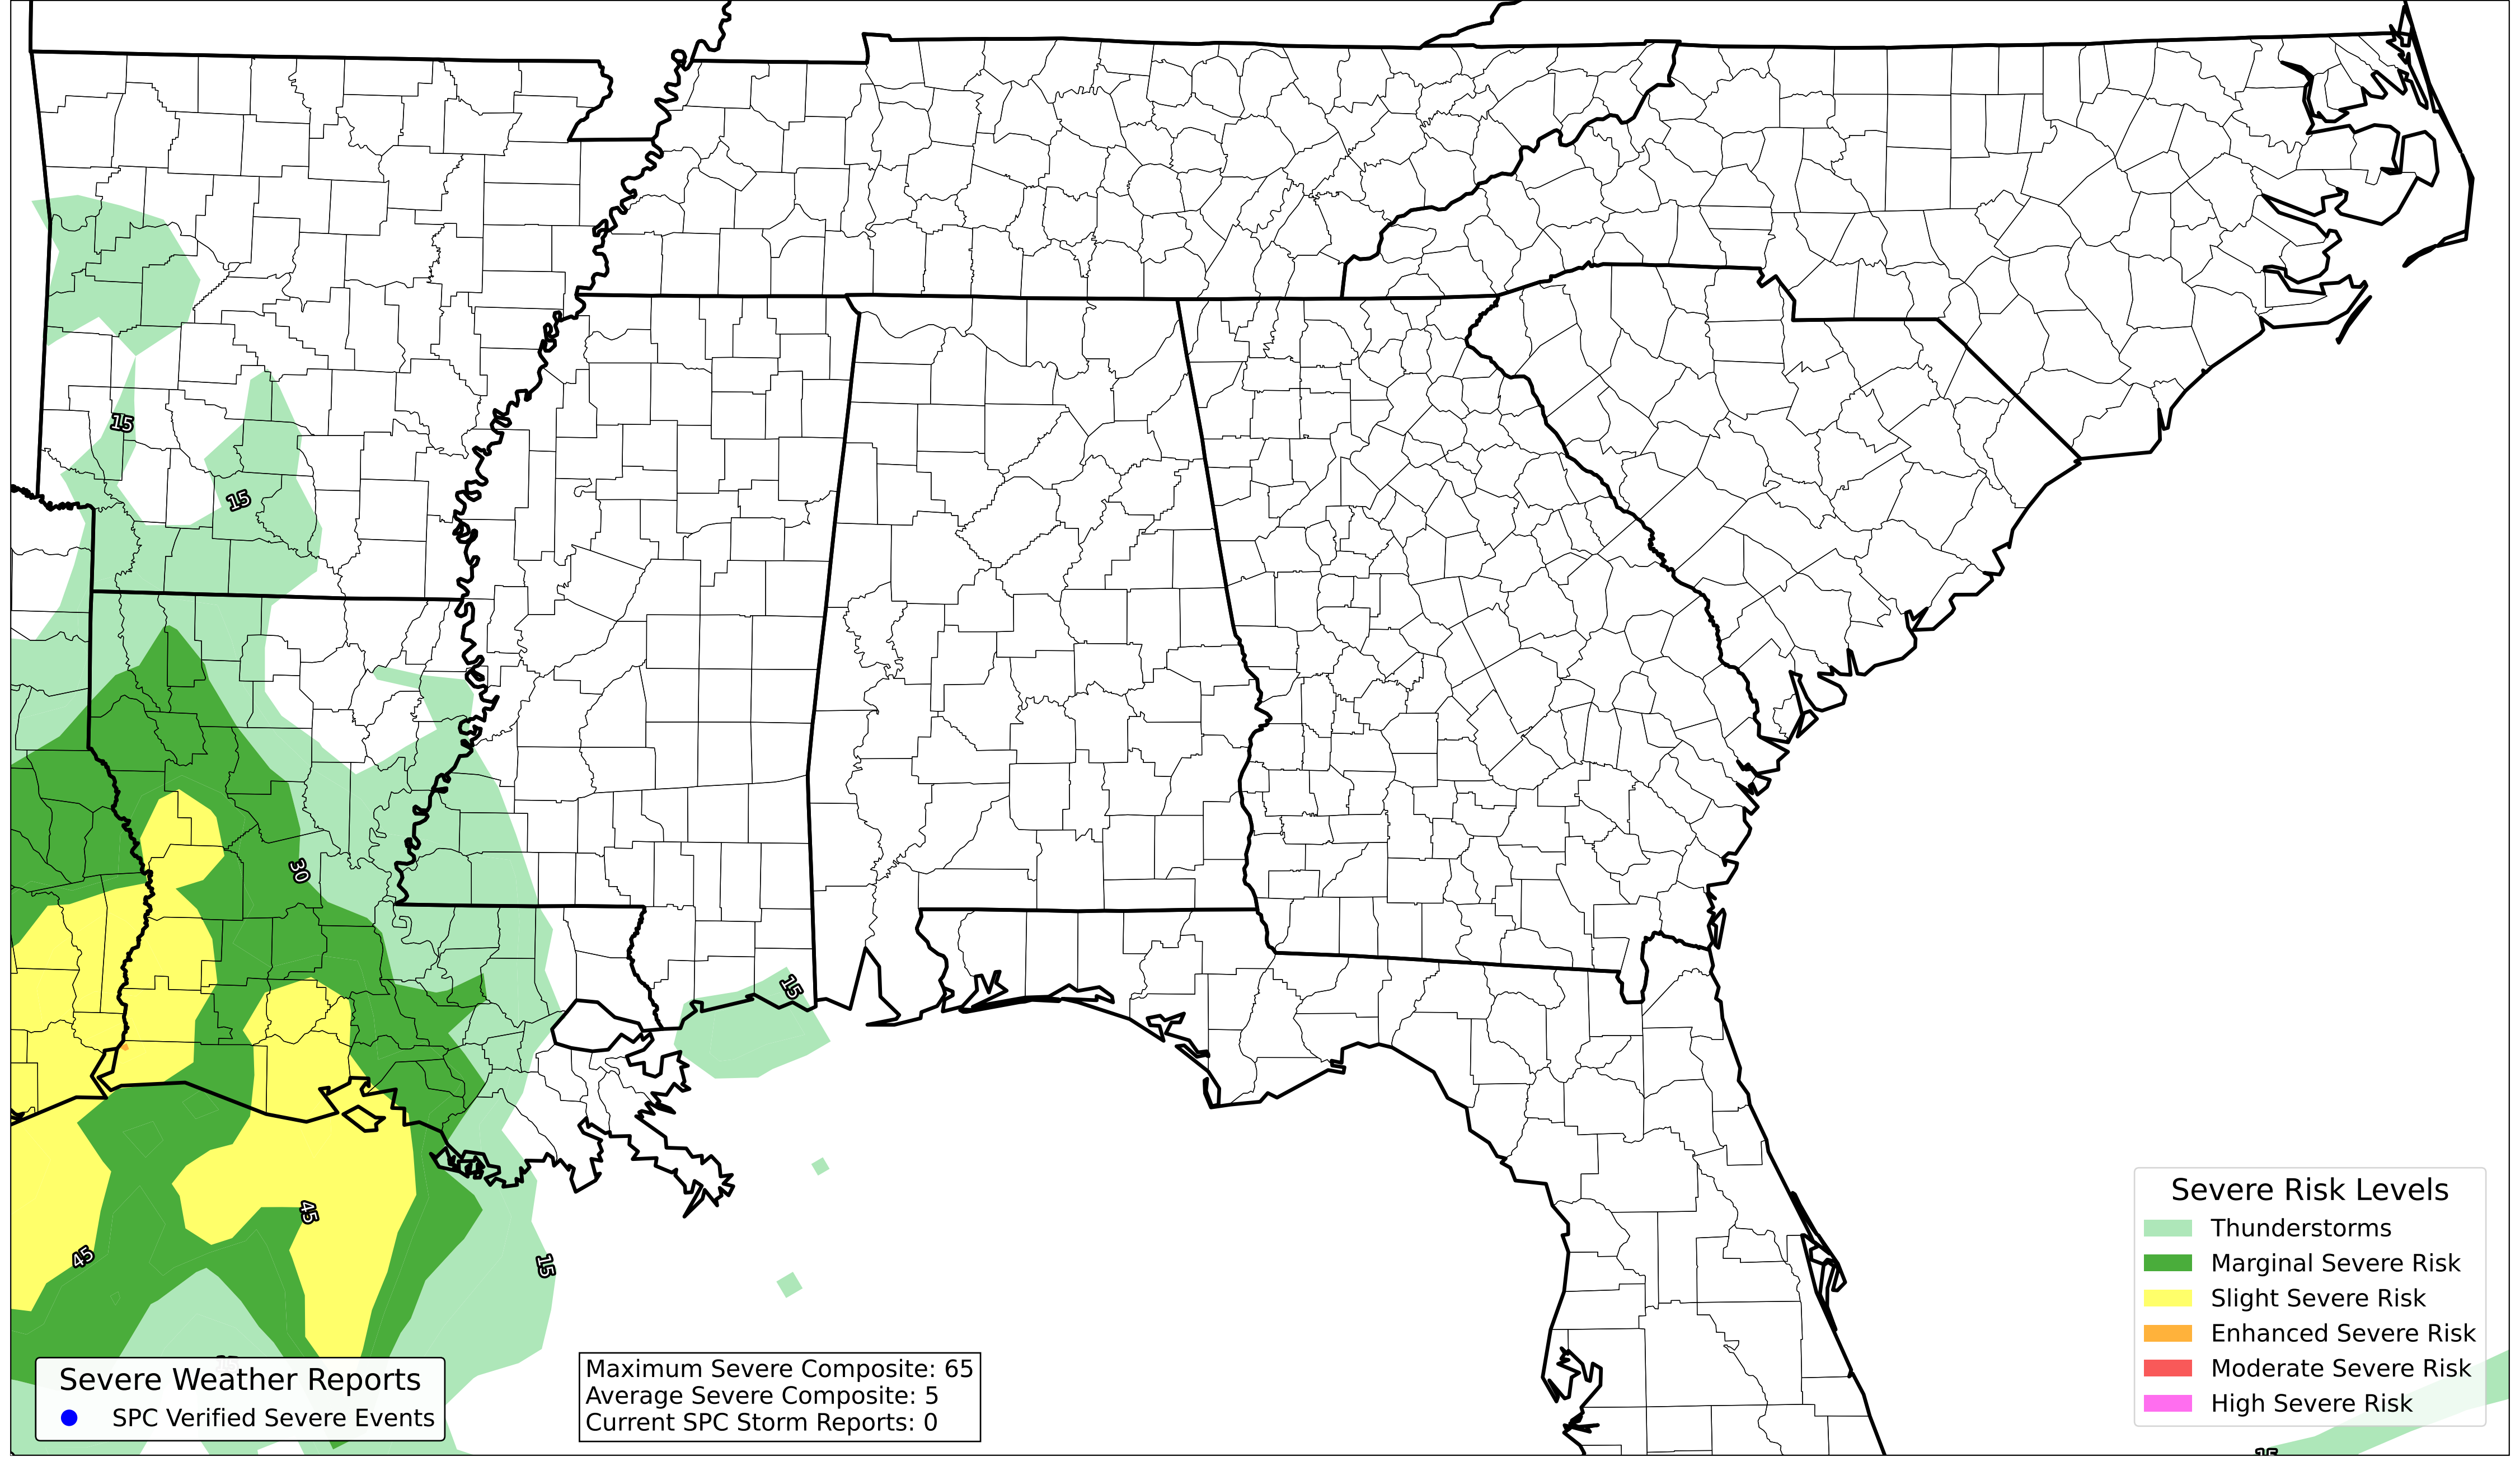 15
15
30
15
45
45
15
Severe Weather Reports
SPC Verified Severe Events
Maximum Severe Composite: 65
Average Severe Composite: 5
Current SPC Storm Reports: 0
Severe Risk Levels
Thunderstorms
Marginal Severe Risk
Slight Severe Risk
Enhanced Severe Risk
Moderate Severe Risk
High Severe Risk
15